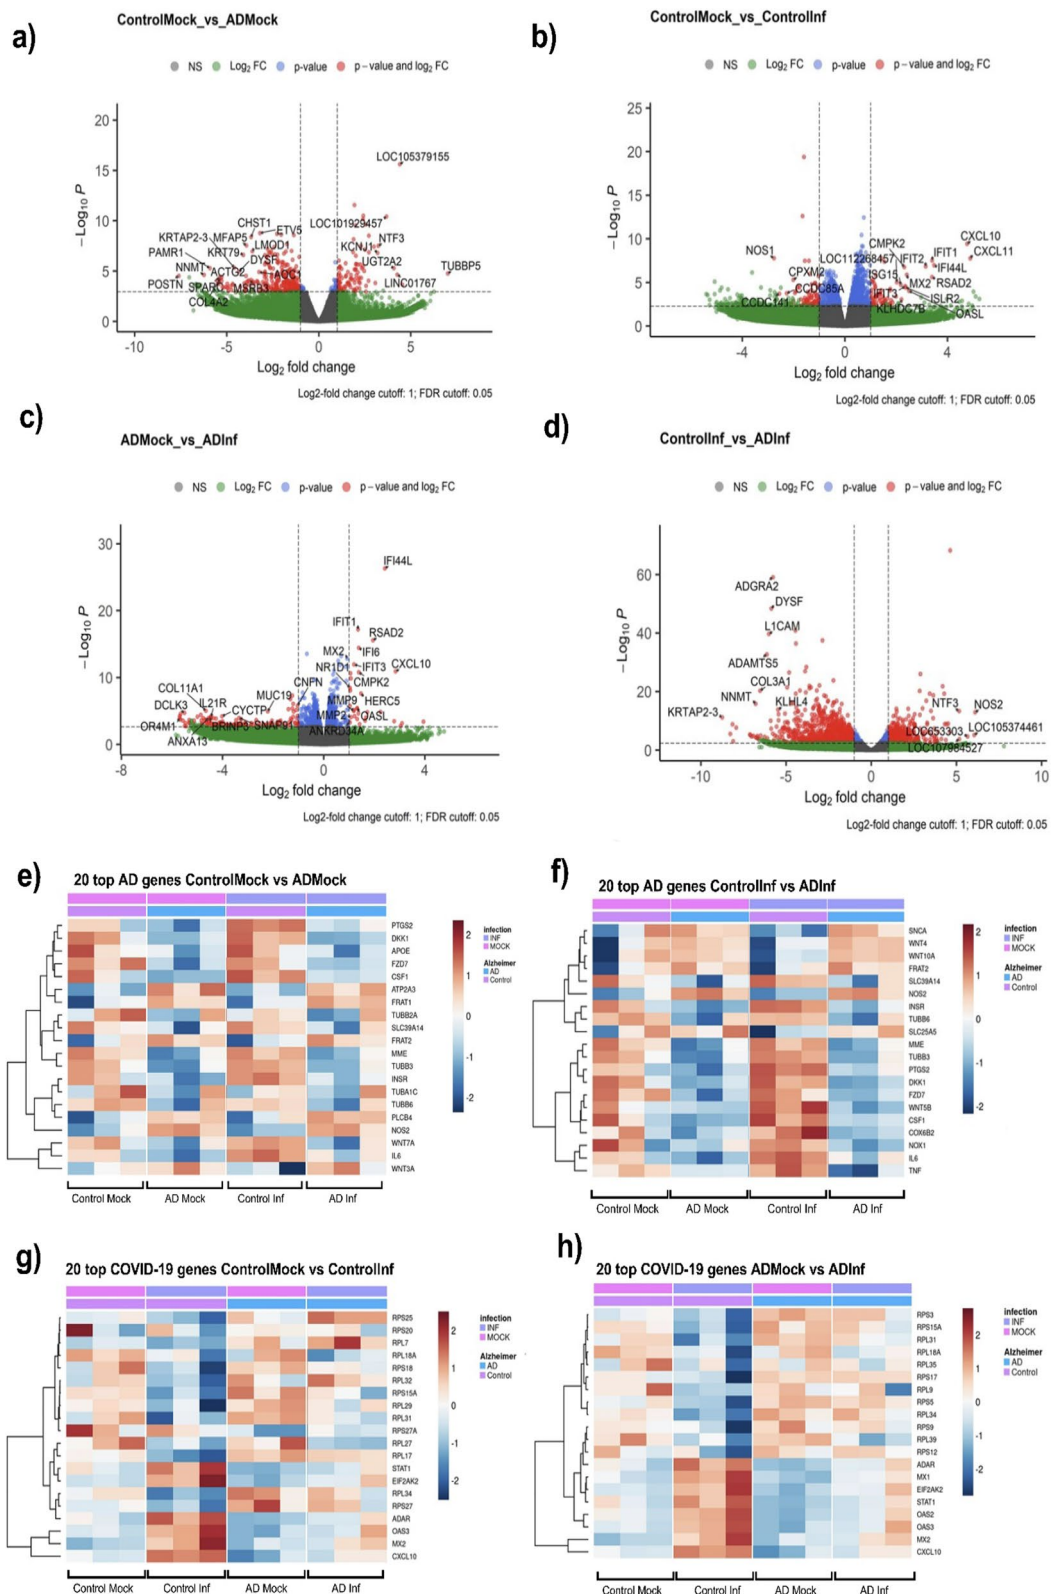 a)
ControlMock_vs_ADMock
NS Log2 FC p-value p – value and log2 FC
20
15
10
5
0
−Log10 P
LOC105379155
LOC101929457
CHST1
ETV5
KRTAP2-3
MFAP5
LMOD1
KCNJ1
NTF3
PAMR1
KRT79
DYSF
UGT2A2
TUBBP5
NNMT
ACTG2
AOC1
POSTN
SPARC
MSRB3
LINC01767
COL4A2
-10 -5 0 5
Log2 fold change
Log2-fold change cutoff: 1; FDR cutoff: 0.05
b)
ControlMock_vs_ControlInf
NS Log2 FC p-value p – value and log2 FC
25
20
15
10
5
0
−Log10 P
CXCL10
NOS1
CMPK2
IFIT1
CXCL11
LOC112268457
IFIT2
IFI44L
CPXM2
ISG15
MX2
RSAD2
CCDC85A
IFIT3
ISLR2
CCDC141
KLHDC7B
OASL
-4 0 4
Log2 fold change
Log2-fold change cutoff: 1; FDR cutoff: 0.05
c)
ADMock_vs_ADInf
NS Log2 FC p-value p – value and log2 FC
30
20
10
0
−Log10 P
IFI44L
IFIT1
RSAD2
MX2
IFI6
NR1D1
IFIT3
CXCL10
COL11A1
CNFN
CMPK2
MUC19
DCLK3
IL21R
CYCTP
MMP9
HERC5
MMP2
OASL
OR4M1
BRINP3
SNAP91
ANKRD34A
ANXA13
-8 -4 0 4
Log2 fold change
Log2-fold change cutoff: 1; FDR cutoff: 0.05
d)
ControlInf_vs_ADInf
NS Log2 FC p-value p – value and log2 FC
60
40
20
0
−Log10 P
ADGRA2
DYSF
L1CAM
ADAMTS5
COL3A1
NNMT
KLHL4
NTF3
NOS2
KRTAP2-3
LOC653303
LOC105374461
LOC107984527
-10 -5 0 5 10
Log2 fold change
Log2-fold change cutoff: 1; FDR cutoff: 0.05
e)
20 top AD genes ControlMock vs ADMock
PTGS2
DKK1
APOE
FZD7
CSF1
ATP2A3
FRAT1
TUBB2A
SLC39A14
FRAT2
MME
TUBB3
INSR
TUBA1C
TUBB6
PLCB4
NOS2
WNT7A
IL6
WNT3A
2
1
0
-1
-2
infection
INF
MOCK
Alzheimer
AD
Control
Control Mock AD Mock Control Inf AD Inf
f)
20 top AD genes ControlInf vs ADInf
SNCA
WNT4
WNT10A
FRAT2
SLC39A14
NOS2
INSR
TUBB6
SLC25A5
MME
TUBB3
PTGS2
DKK1
FZD7
WNT5B
CSF1
COX6B2
NOX1
IL6
TNF
2
1
0
-1
-2
infection
INF
MOCK
Alzheimer
AD
Control
Control Mock AD Mock Control Inf AD Inf
g)
20 top COVID-19 genes ControlMock vs ControlInf
RPS25
RPS20
RPL7
RPL18A
RPS18
RPL32
RPS15A
RPL29
RPL31
RPS27A
RPL27
RPL17
STAT1
EIF2AK2
RPL34
RPS27
ADAR
OAS3
MX2
CXCL10
2
1
0
-1
-2
infection
INF
MOCK
Alzheimer
AD
Control
Control Mock Control Inf AD Mock AD Inf
h)
20 top COVID-19 genes ADMock vs ADInf
RPS3
RPS15A
RPL31
RPL18A
RPL35
RPS17
RPL9
RPS5
RPL34
RPS9
RPL39
RPS12
ADAR
MX1
EIF2AK2
STAT1
OAS2
OAS3
MX2
CXCL10
2
1
0
-1
-2
infection
INF
MOCK
Alzheimer
AD
Control
Control Mock Control Inf AD Mock AD Inf